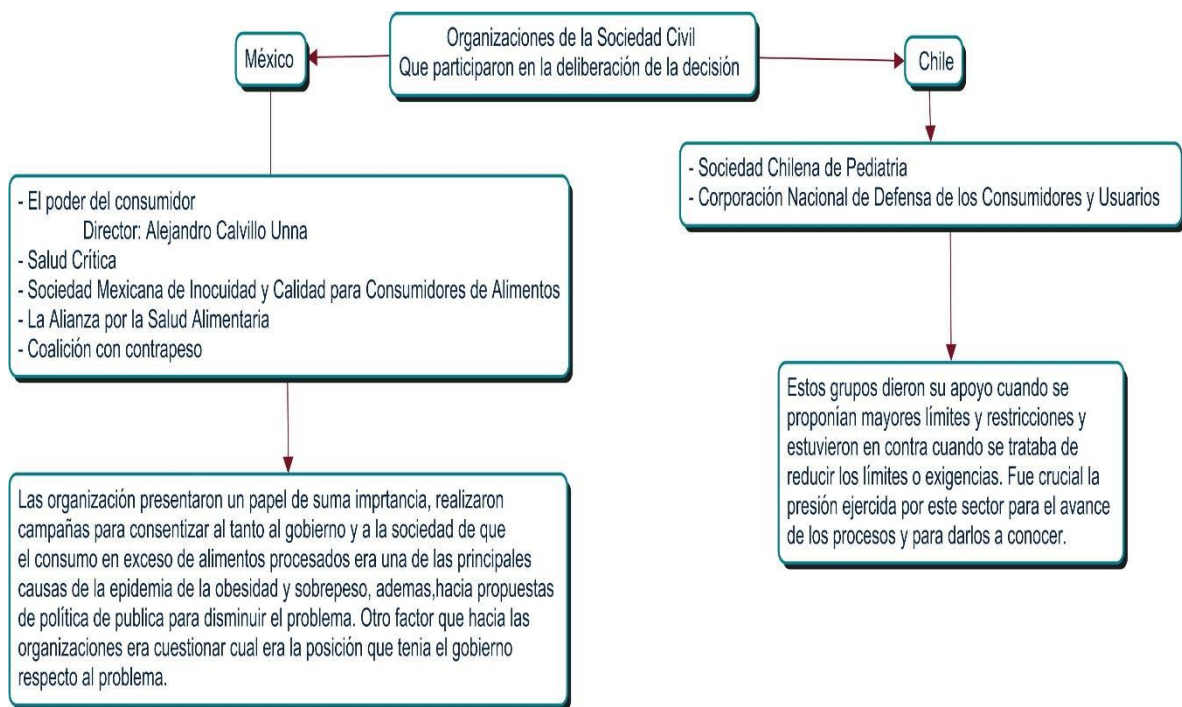 Organizaciones de la Sociedad Civil
Que participaron en la deliberación de la decisión
México
Chile
- El poder del consumidor
Director: Alejandro Calvillo Unna
- Salud Crítica
- Sociedad Mexicana de Inocuidad y Calidad para Consumidores de Alimentos
- La Alianza por la Salud Alimentaria
- Coalición con contrapeso
- Sociedad Chilena de Pediatria
- Corporación Nacional de Defensa de los Consumidores y Usuarios
Las organización presentaron un papel de suma imprtancia, realizaron
campañas para consentizar al tanto al gobierno y a la sociedad de que
el consumo en exceso de alimentos procesados era una de las principales
causas de la epidemia de la obesidad y sobrepeso, ademas,hacia propuestas
de política de publica para disminuir el problema. Otro factor que hacia las
organizaciones era cuestionar cual era la posición que tenia el gobierno
respecto al problema.
Estos grupos dieron su apoyo cuando se
proponían mayores límites y restricciones y
estuvieron en contra cuando se trataba de
reducir los límites o exigencias. Fue crucial la
presión ejercida por este sector para el avance
de los procesos y para darlos a conocer.